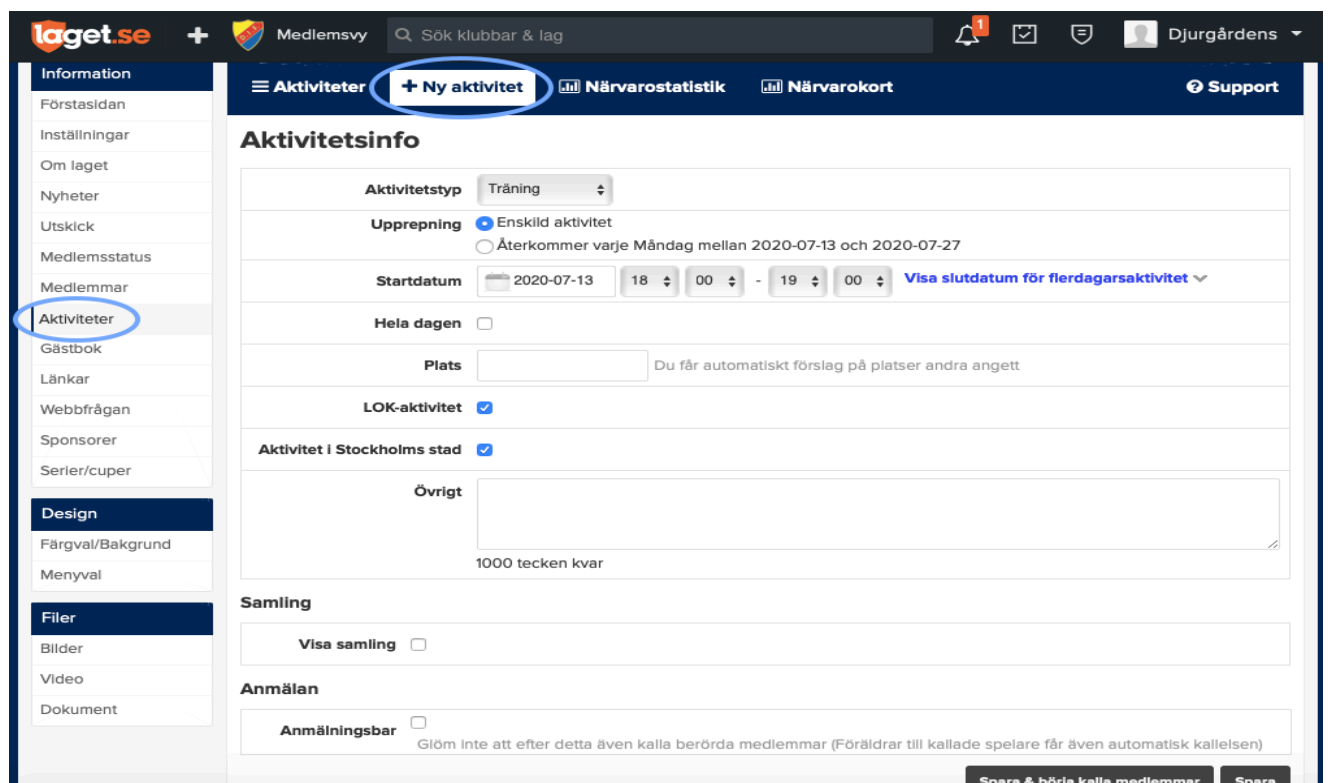 laget.se + Medlemsvy Sök klubbar & lag 1 Djurgårdens
Information
Förstasidan
Inställningar
Om laget
Nyheter
Utskick
Medlemsstatus
Medlemmar
Aktiviteter
Gästbok
Länkar
Webbfrågan
Sponsorer
Serier/cuper
Design
Färgval/Bakgrund
Menyval
Filer
Bilder
Video
Dokument
Aktiviteter + Ny aktivitet Närvarostatistik Närvarokort Support
Aktivitetsinfo
Aktivitetstyp Träning
Upprepning Enskild aktivitet
Återkommer varje Måndag mellan 2020-07-13 och 2020-07-27
Startdatum 2020-07-13 18 00 - 19 00 Visa slutdatum för flerdagarsaktivitet
Hela dagen
Plats Du får automatiskt förslag på platser andra angett
LOK-aktivitet
Aktivitet i Stockholms stad
Övrigt
1000 tecken kvar
Samling
Visa samling
Anmälan
Anmälningsbar
Glöm inte att efter detta även kalla berörda medlemmar (Föräldrar till kallade spelare får även automatisk kallelsen)
Spara & börja kalla medlemmar Spara